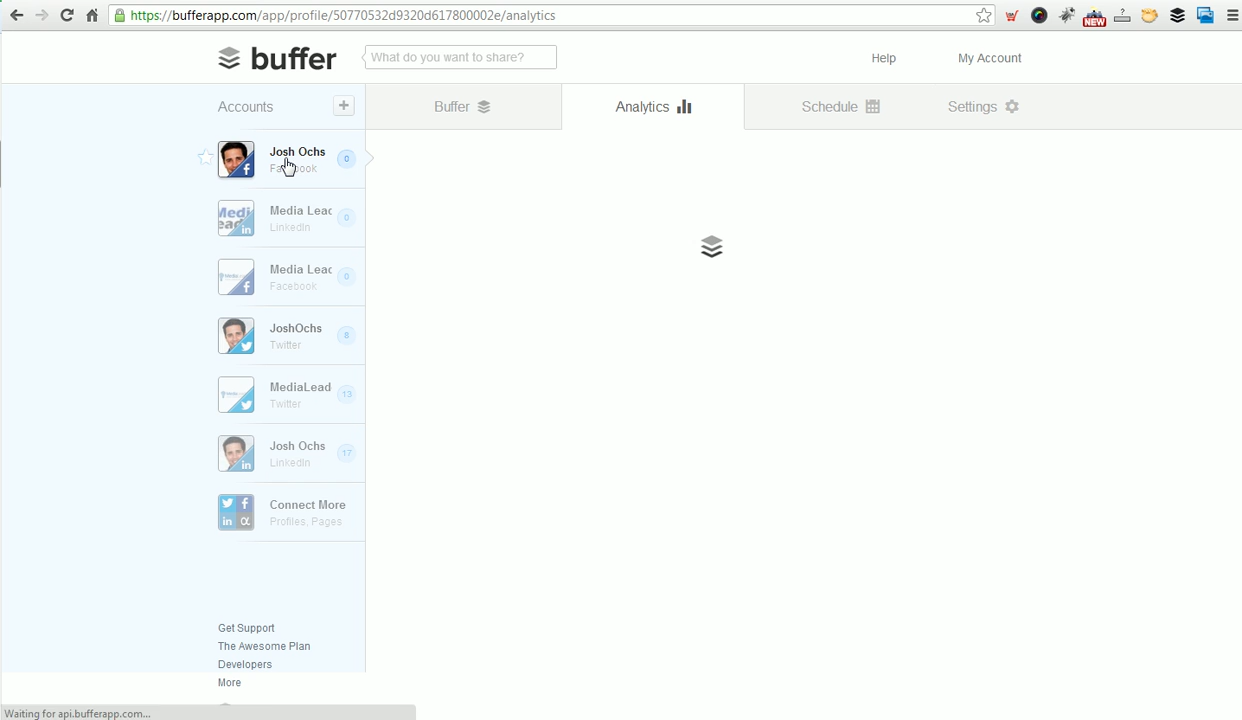 https://bufferapp.com/app/profile/50770532d9320d617800002e/analytics
NEW
?
buffer
What do you want to share?
Help
My Account
Accounts
+
Buffer
Analytics
Schedule
Settings
Josh Ochs
0
Media Lead
LinkedIn
0
Media Lead
Facebook
0
JoshOchs
Twitter
8
MediaLead
Twitter
13
Josh Ochs
LinkedIn
17
Connect More
Profiles, Pages
Get Support
The Awesome Plan
Developers
More
Waiting for api.bufferapp.com...